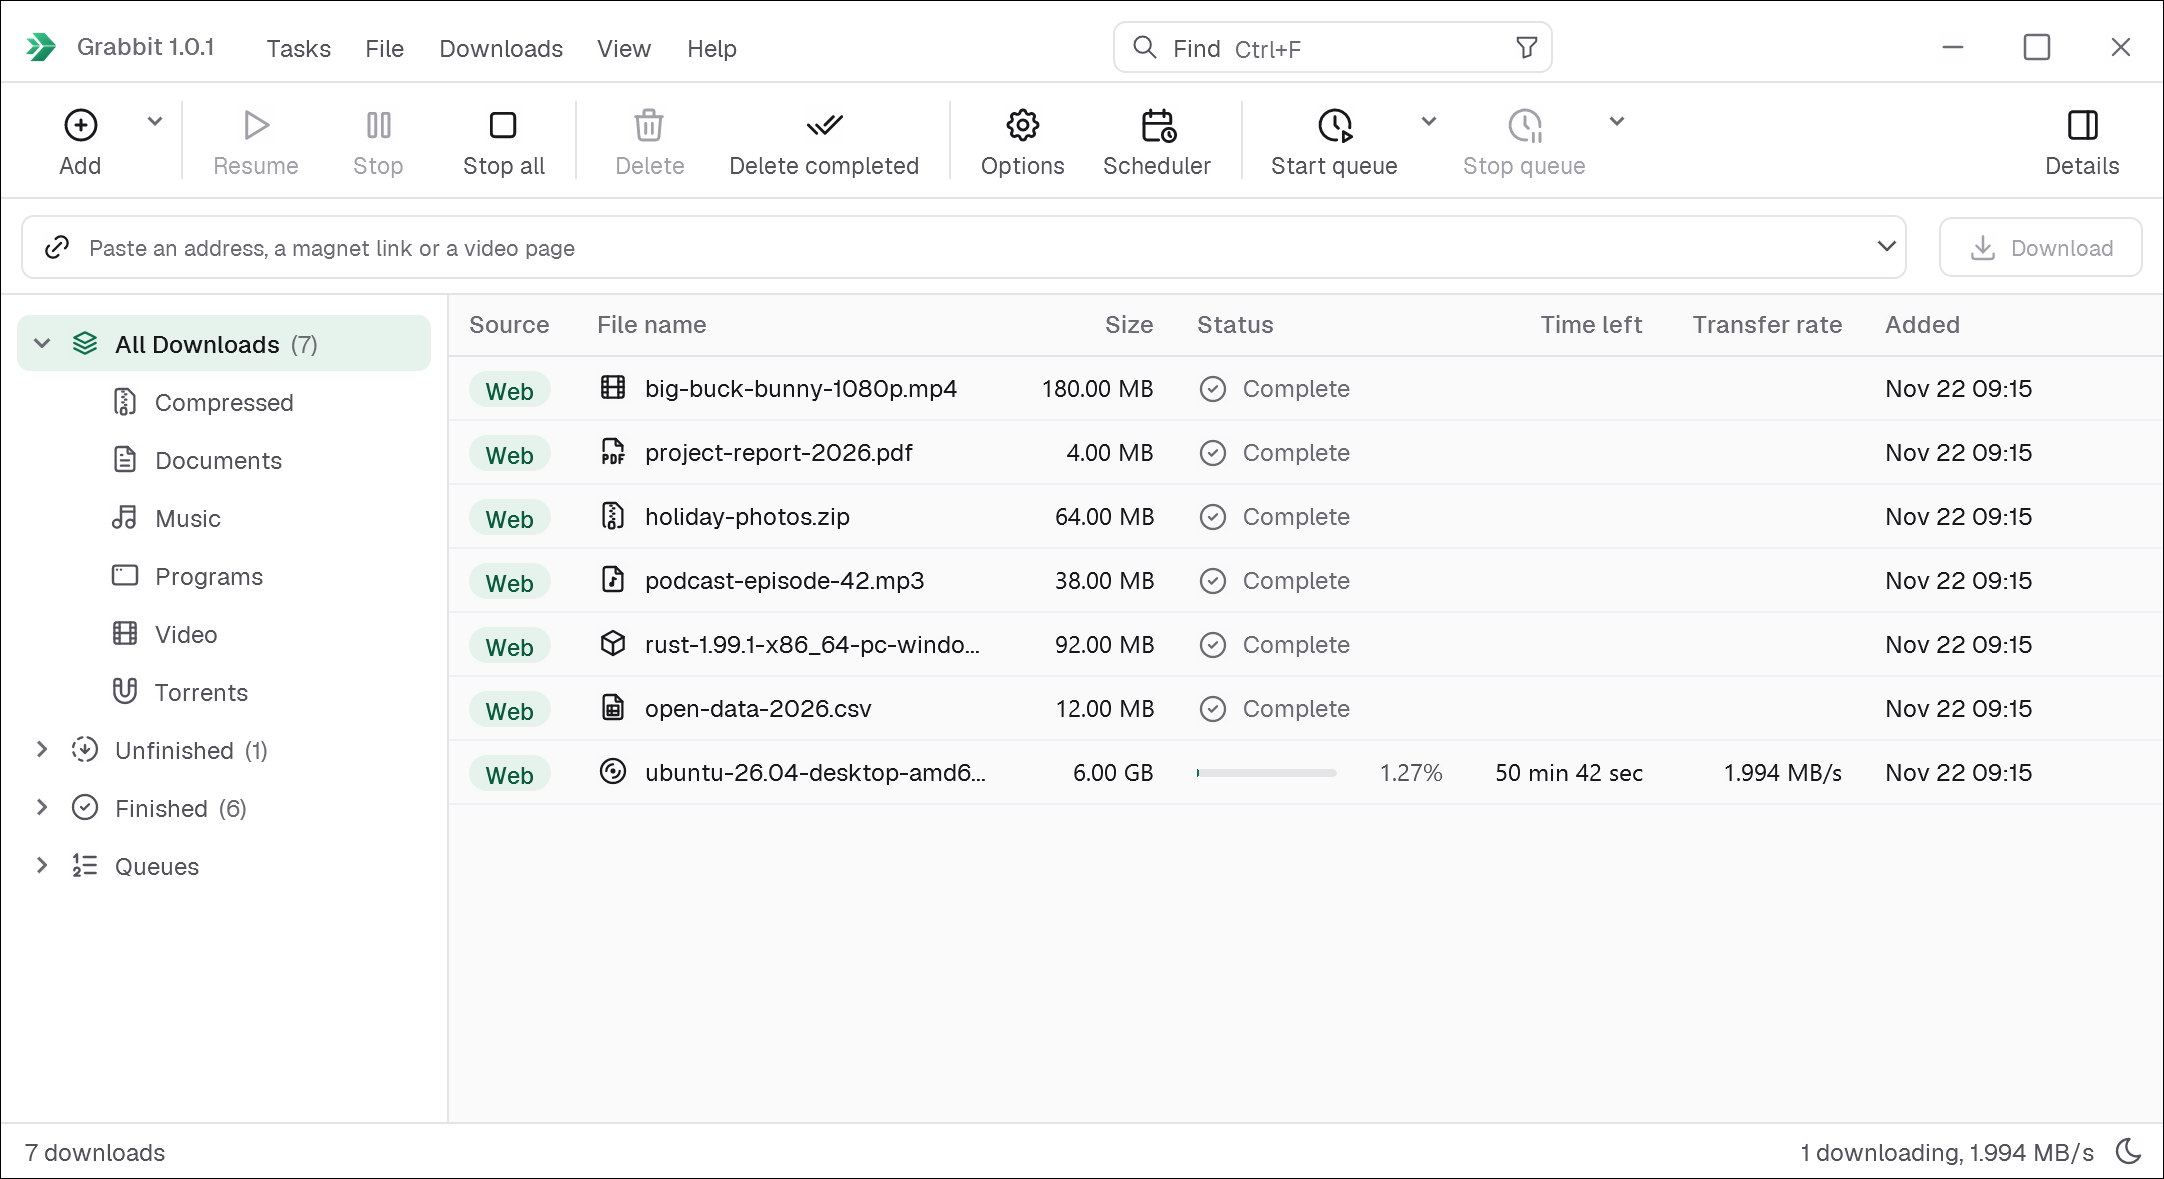 Grabbit 1.0.1 Tasks File Downloads View Help Find Ctrl+F
Add Resume Stop Stop all Delete Delete completed Options Scheduler Start queue Stop queue Details
Paste an address, a magnet link or a video page Download
All Downloads (7)
Compressed
Documents
Music
Programs
Video
Torrents
Unfinished (1)
Finished (6)
Queues
Source File name Size Status Time left Transfer rate Added
Web big-buck-bunny-1080p.mp4 180.00 MB Complete Nov 22 09:15
Web project-report-2026.pdf 4.00 MB Complete Nov 22 09:15
Web holiday-photos.zip 64.00 MB Complete Nov 22 09:15
Web podcast-episode-42.mp3 38.00 MB Complete Nov 22 09:15
Web rust-1.99.1-x86_64-pc-windo... 92.00 MB Complete Nov 22 09:15
Web open-data-2026.csv 12.00 MB Complete Nov 22 09:15
Web ubuntu-26.04-desktop-amd6... 6.00 GB 1.27% 50 min 42 sec 1.994 MB/s Nov 22 09:15
7 downloads 1 downloading, 1.994 MB/s